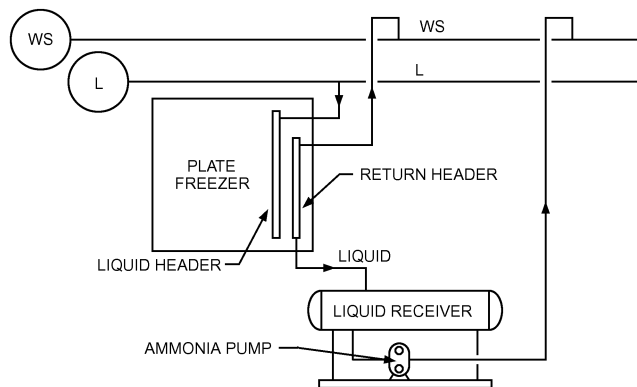 WS
WS
L
L
PLATE
FREEZER
RETURN HEADER
LIQUID HEADER
LIQUID
LIQUID RECEIVER
AMMONIA PUMP